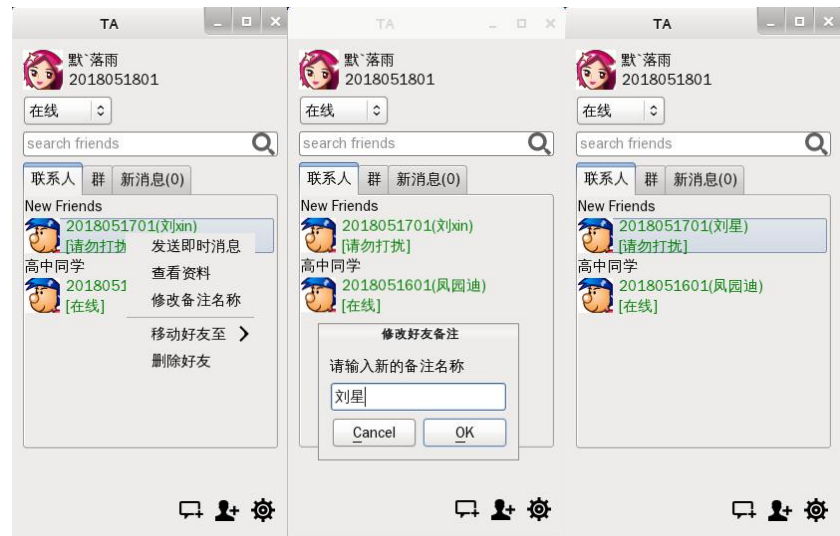 TA
默`落雨
2018051801
在线
search friends
联系人 群 新消息(0)
New Friends
2018051701(刘xin)
[请勿打扰
发送即时消息
高中同学
查看资料
2018051
修改备注名称
[在线]
移动好友至
删除好友
TA
默`落雨
2018051801
在线
search friends
联系人 群 新消息(0)
New Friends
2018051701(刘xin)
[请勿打扰]
高中同学
2018051601(凤园迪)
[在线]
修改好友备注
请输入新的备注名称
刘星
Cancel OK
TA
默`落雨
2018051801
在线
search friends
联系人 群 新消息(0)
New Friends
2018051701(刘星)
[请勿打扰]
高中同学
2018051601(凤园迪)
[在线]